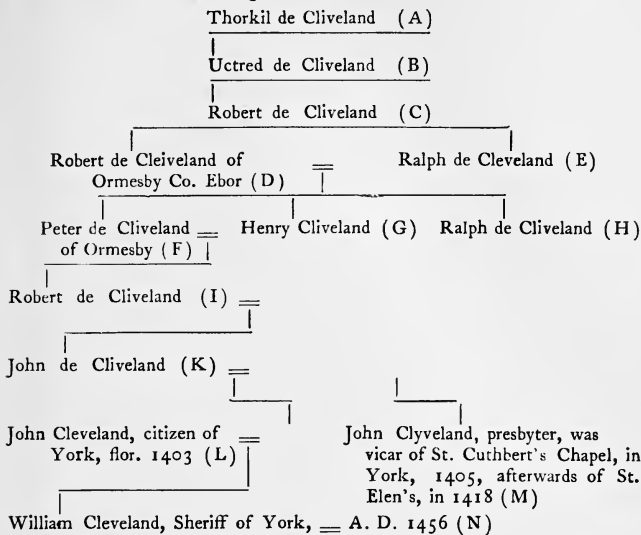 Thorkil de Cliveland (A)
Uctred de Cliveland (B)
Robert de Cliveland (C)
Robert de Cleiveland of
Ormesby Co. Ebor (D)
Ralph de Cleveland (E)
Peter de Cliveland
of Ormesby (F)
Henry Cliveland (G)
Ralph de Cliveland (H)
Robert de Cliveland (I)
John de Cliveland (K)
John Cleveland, citizen of
York, flor. 1403 (L)
John Clyveland, presbyter, was
vicar of St. Cuthbert's Chapel, in
York, 1405, afterwards of St.
Elen's, in 1418 (M)
William Cleveland, Sheriff of York, = A. D. 1456 (N)